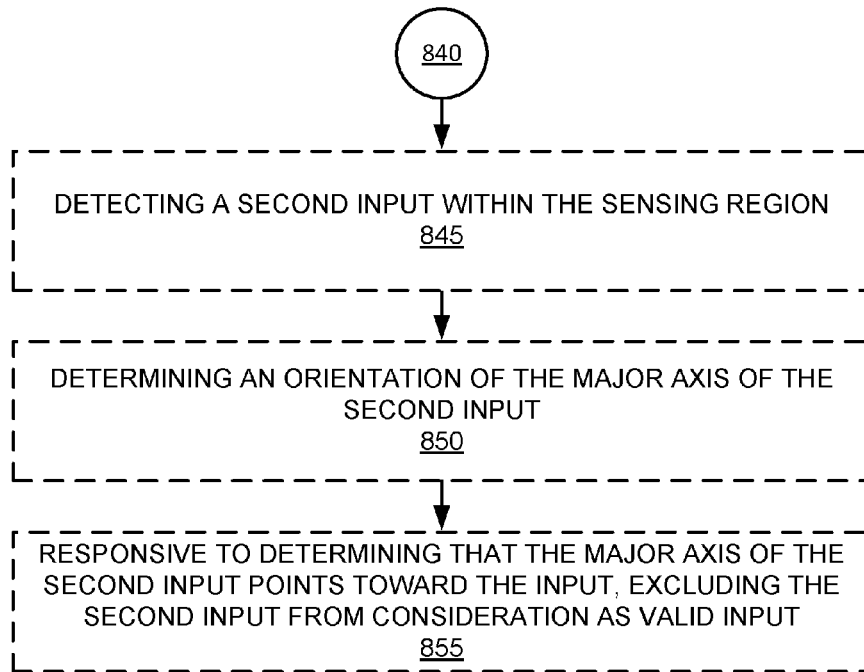 840
DETECTING A SECOND INPUT WITHIN THE SENSING REGION
845
DETERMINING AN ORIENTATION OF THE MAJOR AXIS OF THE
SECOND INPUT
850
RESPONSIVE TO DETERMINING THAT THE MAJOR AXIS OF THE
SECOND INPUT POINTS TOWARD THE INPUT, EXCLUDING THE
SECOND INPUT FROM CONSIDERATION AS VALID INPUT
855